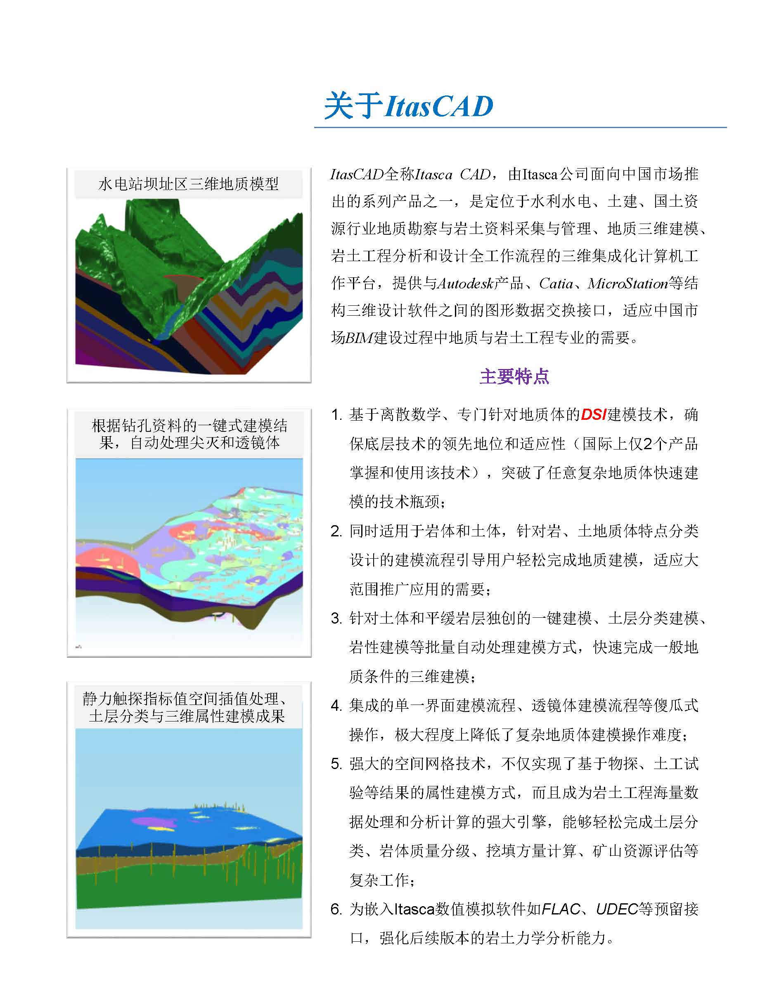 关于ItasCAD
水电站坝址区三维地质模型
根据钻孔资料的一键式建模结
果，自动处理尖灭和透镜体
静力触探指标值空间插值处理、
土层分类与三维属性建模成果
ItasCAD全称Itasca CAD，由Itasca公司面向中国市场推
出的系列产品之一，是定位于水利水电、土建、国土资
源行业地质勘察与岩土资料采集与管理、地质三维建模、
岩土工程分析和设计全工作流程的三维集成化计算机工
作平台，提供与Autodesk产品、Catia、MicroStation等结
构三维设计软件之间的图形数据交换接口，适应中国市
场BIM建设过程中地质与岩土工程专业的需要。
主要特点
1. 基于离散数学、专门针对地质体的DSI建模技术，确
保底层技术的领先地位和适应性（国际上仅2个产品
掌握和使用该技术），突破了任意复杂地质体快速建
模的技术瓶颈；
2. 同时适用于岩体和土体，针对岩、土地质体特点分类
设计的建模流程引导用户轻松完成地质建模，适应大
范围推广应用的需要；
3. 针对土体和平缓岩层独创的一键建模、土层分类建模、
岩性建模等批量自动处理建模方式，快速完成一般地
质条件的三维建模；
4. 集成的单一界面建模流程、透镜体建模流程等傻瓜式
操作，极大程度上降低了复杂地质体建模操作难度；
5. 强大的空间网格技术，不仅实现了基于物探、土工试
验等结果的属性建模方式，而且成为岩土工程海量数
据处理和分析计算的强大引擎，能够轻松完成土层分
类、岩体质量分级、挖填方量计算、矿山资源评估等
复杂工作；
6. 为嵌入Itasca数值模拟软件如FLAC、UDEC等预留接
口，强化后续版本的岩土力学分析能力。